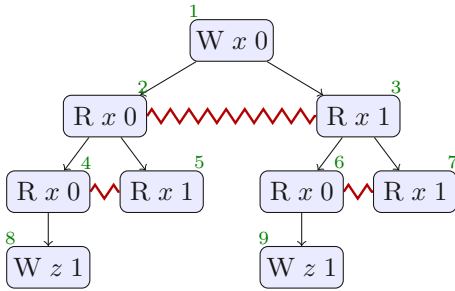 1
W x 0
2 3
R x 0 R x 1
4 5 6 7
R x 0 R x 1 R x 0 R x 1
8 9
W z 1 W z 1